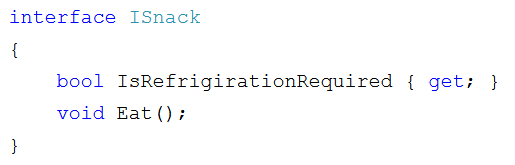 interface ISnack
{
    bool IsRefrigirationRequired { get; }
    void Eat();
}